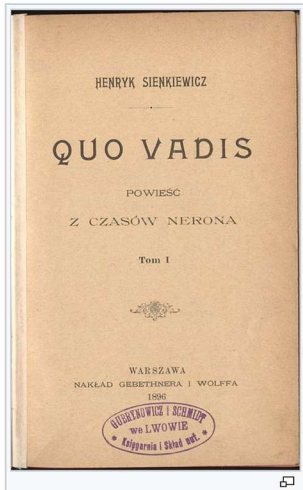 HENRYK SIENKIEWICZ
QUO VADIS
POWIEŚĆ
Z CZASÓW NERONA
Tom I
WARSZAWA
NAKŁAD GEBETHNERA I WOLFFA
1896
GUBRYNOWICZ i SCHMIDT
we LWOWIE
Księgarnia i Skład nut.